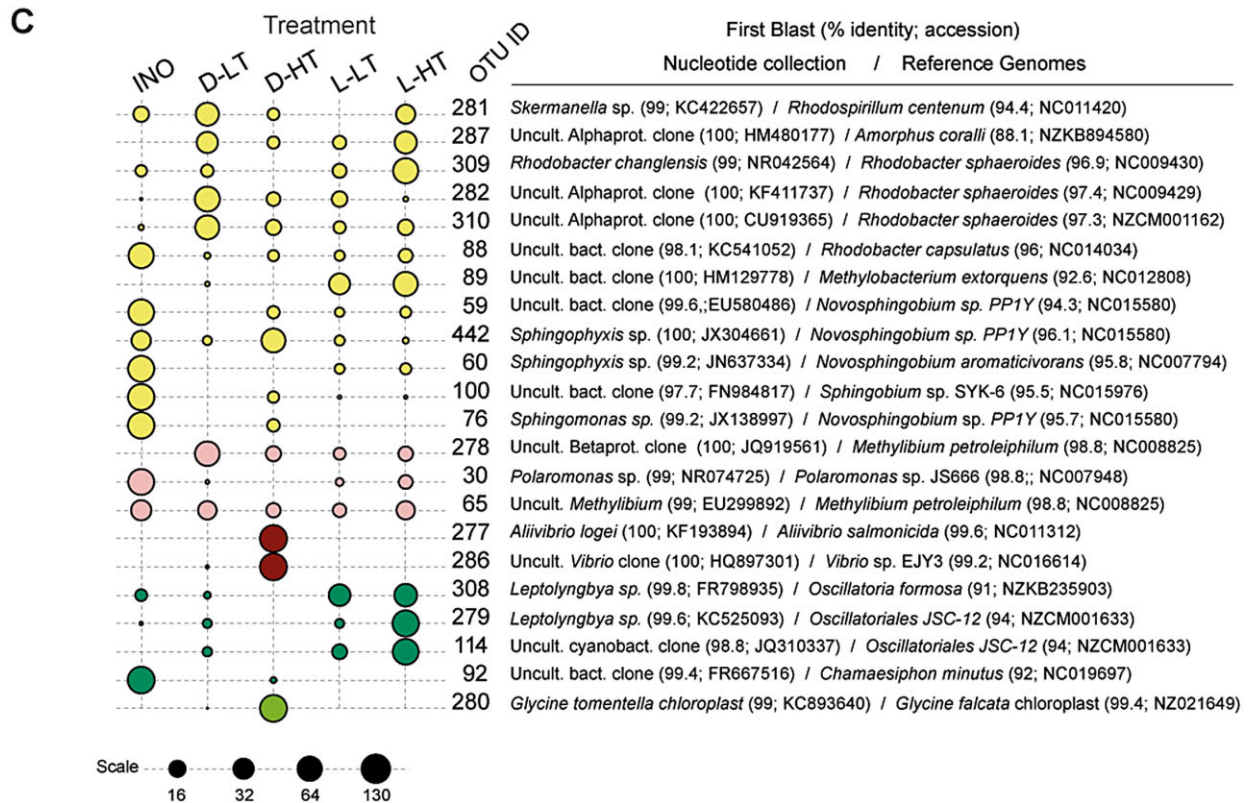 C
Treatment
INO D-LT D-HT L-LT L-HT OTU ID
First Blast (% identity; accession)
Nucleotide collection / Reference Genomes
281 Skermanella sp. (99; KC422657) / Rhodospirillum centenum (94.4; NC011420)
287 Uncult. Alphaprot. clone (100; HM480177) / Amorphus coralli (88.1; NZKB894580)
309 Rhodobacter changlensis (99; NR042564) / Rhodobacter sphaeroides (96.9; NC009430)
282 Uncult. Alphaprot. clone (100; KF411737) / Rhodobacter sphaeroides (97.4; NC009429)
310 Uncult. Alphaprot. clone (100; CU919365) / Rhodobacter sphaeroides (97.3; NZCM001162)
88 Uncult. bact. clone (98.1; KC541052) / Rhodobacter capsulatus (96; NC014034)
89 Uncult. bact. clone (100; HM129778) / Methylobacterium extorquens (92.6; NC012808)
59 Uncult. bact. clone (99.6,;EU580486) / Novosphingobium sp. PP1Y (94.3; NC015580)
442 Sphingophyxis sp. (100; JX304661) / Novosphingobium sp. PP1Y (96.1; NC015580)
60 Sphingophyxis sp. (99.2; JN637334) / Novosphingobium aromaticivorans (95.8; NC007794)
100 Uncult. bact. clone (97.7; FN984817) / Sphingobium sp. SYK-6 (95.5; NC015976)
76 Sphingomonas sp. (99.2; JX138997) / Novosphingobium sp. PP1Y (95.7; NC015580)
278 Uncult. Betaprot. clone (100; JQ919561) / Methylibium petroleiphilum (98.8; NC008825)
30 Polaromonas sp. (99; NR074725) / Polaromonas sp. JS666 (98.8;; NC007948)
65 Uncult. Methylibium (99; EU299892) / Methylibium petroleiphilum (98.8; NC008825)
277 Aliivibrio logei (100; KF193894) / Aliivibrio salmonicida (99.6; NC011312)
286 Uncult. Vibrio clone (100; HQ897301) / Vibrio sp. EJY3 (99.2; NC016614)
308 Leptolyngbya sp. (99.8; FR798935) / Oscillatoria formosa (91; NZKB235903)
279 Leptolyngbya sp. (99.6; KC525093) / Oscillatoriales JSC-12 (94; NZCM001633)
114 Uncult. cyanobact. clone (98.8; JQ310337) / Oscillatoriales JSC-12 (94; NZCM001633)
92 Uncult. bact. clone (99.4; FR667516) / Chamaesiphon minutus (92; NC019697)
280 Glycine tomentella chloroplast (99; KC893640) / Glycine falcata chloroplast (99.4; NZ021649)
Scale
16 32 64 130